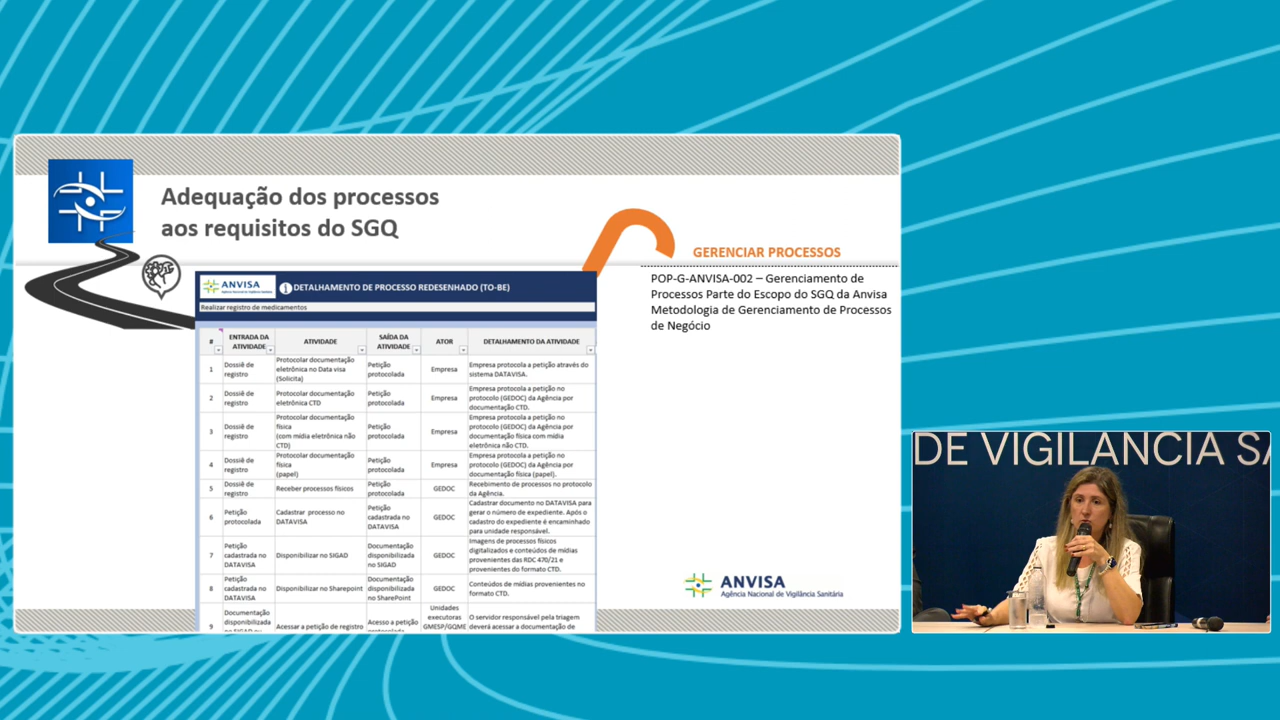 Adequação dos processos
aos requisitos do SGQ
GERENCIAR PROCESSOS
POP-G-ANVISA-002 – Gerenciamento de
Processos Parte do Escopo do SGQ da Anvisa
Metodologia de Gerenciamento de Processos
de Negócio
ANVISA
Agência Nacional de Vigilância Sanitária
DETALHAMENTO DE PROCESSO REDESENHADO (TO-BE)
Realizar registro de medicamentos
# ENTRADA DA ATIVIDADE ATIVIDADE SAÍDA DA ATIVIDADE ATOR DETALHAMENTO DA ATIVIDADE
1 Dossiê de registro Protocolar documentação eletrônica no Data visa (Solicita) Petição protocolada Empresa Empresa protocola a petição através do sistema DATAVISA.
2 Dossiê de registro Protocolar documentação eletrônica CTD Petição protocolada Empresa Empresa protocola a petição no protocolo (GEDOC) da Agência por documentação CTD.
3 Dossiê de registro Protocolar documentação física (com mídia eletrônica não CTD) Petição protocolada Empresa Empresa protocola a petição no protocolo (GEDOC) da Agência por documentação física com mídia eletrônica não CTD.
4 Dossiê de registro Protocolar documentação física (papel) Petição protocolada Empresa Empresa protocola a petição no protocolo (GEDOC) da Agência por documentação física (papel).
5 Dossiê de registro Receber processos físicos Petição protocolada GEDOC Recebimento de processos no protocolo da Agência.
6 Petição protocolada Cadastrar processo no DATAVISA Petição cadastrada no DATAVISA GEDOC Cadastrar documento no DATAVISA para gerar o número de expediente. Após o cadastro do expediente é encaminhado para unidade responsável.
7 Petição cadastrada no DATAVISA Disponibilizar no SIGAD Documentação disponibilizada no SIGAD GEDOC Imagens de processos físicos digitalizados e conteúdos de mídias provenientes das RDC 470/21 e provenientes do formato CTD.
8 Petição cadastrada no DATAVISA Disponibilizar no Sharepoint Documentação disponibilizada no SharePoint GEDOC Conteúdos de mídias provenientes no formato CTD.
9 Documentação disponibilizada no SIGAD ou Acessar a petição de registro Acesso a petição protocolada Unidades executoras GMESP/GQMED O servidor responsável pela triagem deverá acessar a documentação de
ANVISA
Agência Nacional de Vigilância Sanitária
DE VIGILANCIA SA